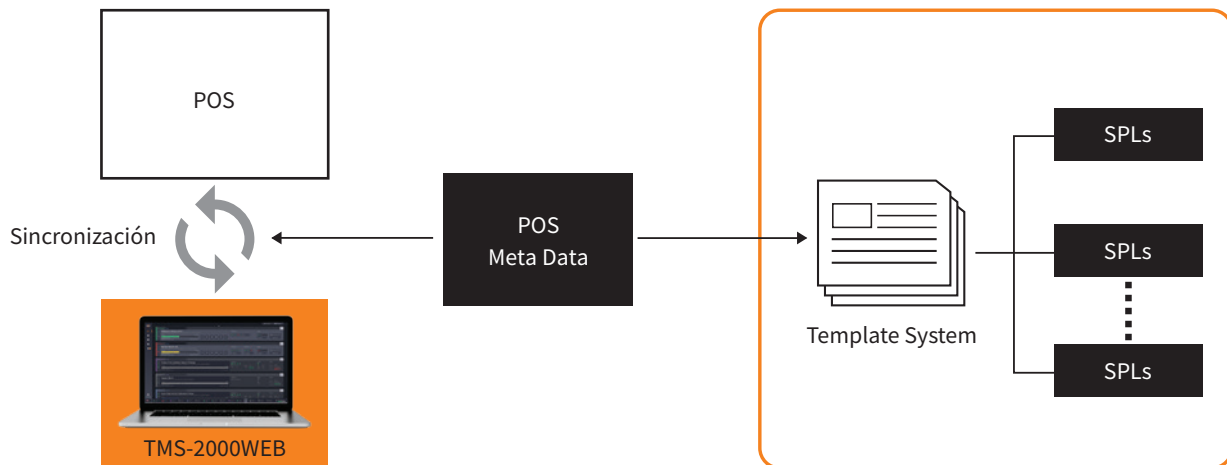 POS
Sincronización
TMS-2000WEB
POS
Meta Data
Template System
SPLs
SPLs
SPLs